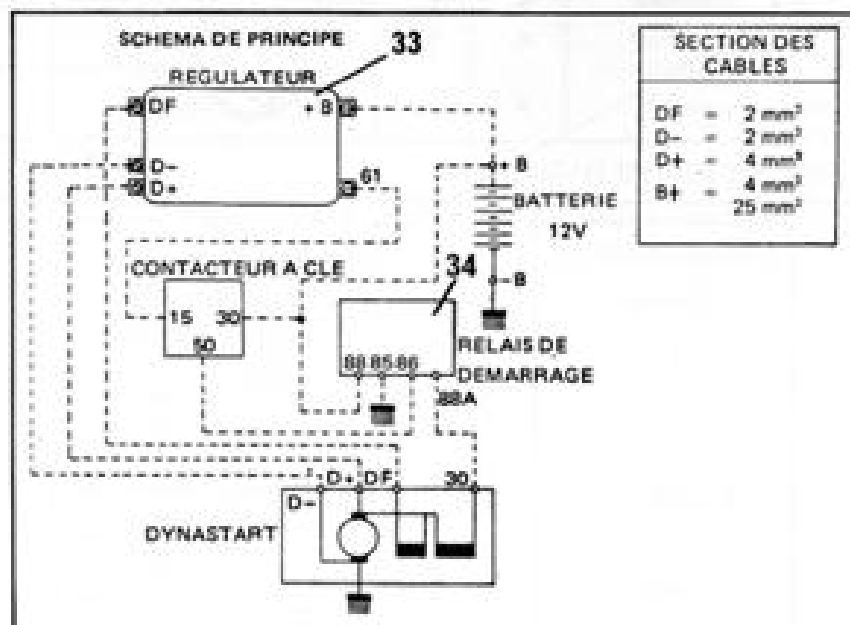 SCHEMA DE PRINCIPE
33
REGULATEUR
DF
+ B
D-
D+
61
+ B
BATTERIE
12V
- B
SECTION DES
CABLES
DF = 2 mm²
D- = 2 mm²
D+ = 4 mm²
B+ = 4 mm²
25 mm²
CONTACTEUR A CLE
34
15
30
50
88
85
86
RELAIS DE
DEMARRAGE
88A
D-
D+
DF
30
DYNASTART